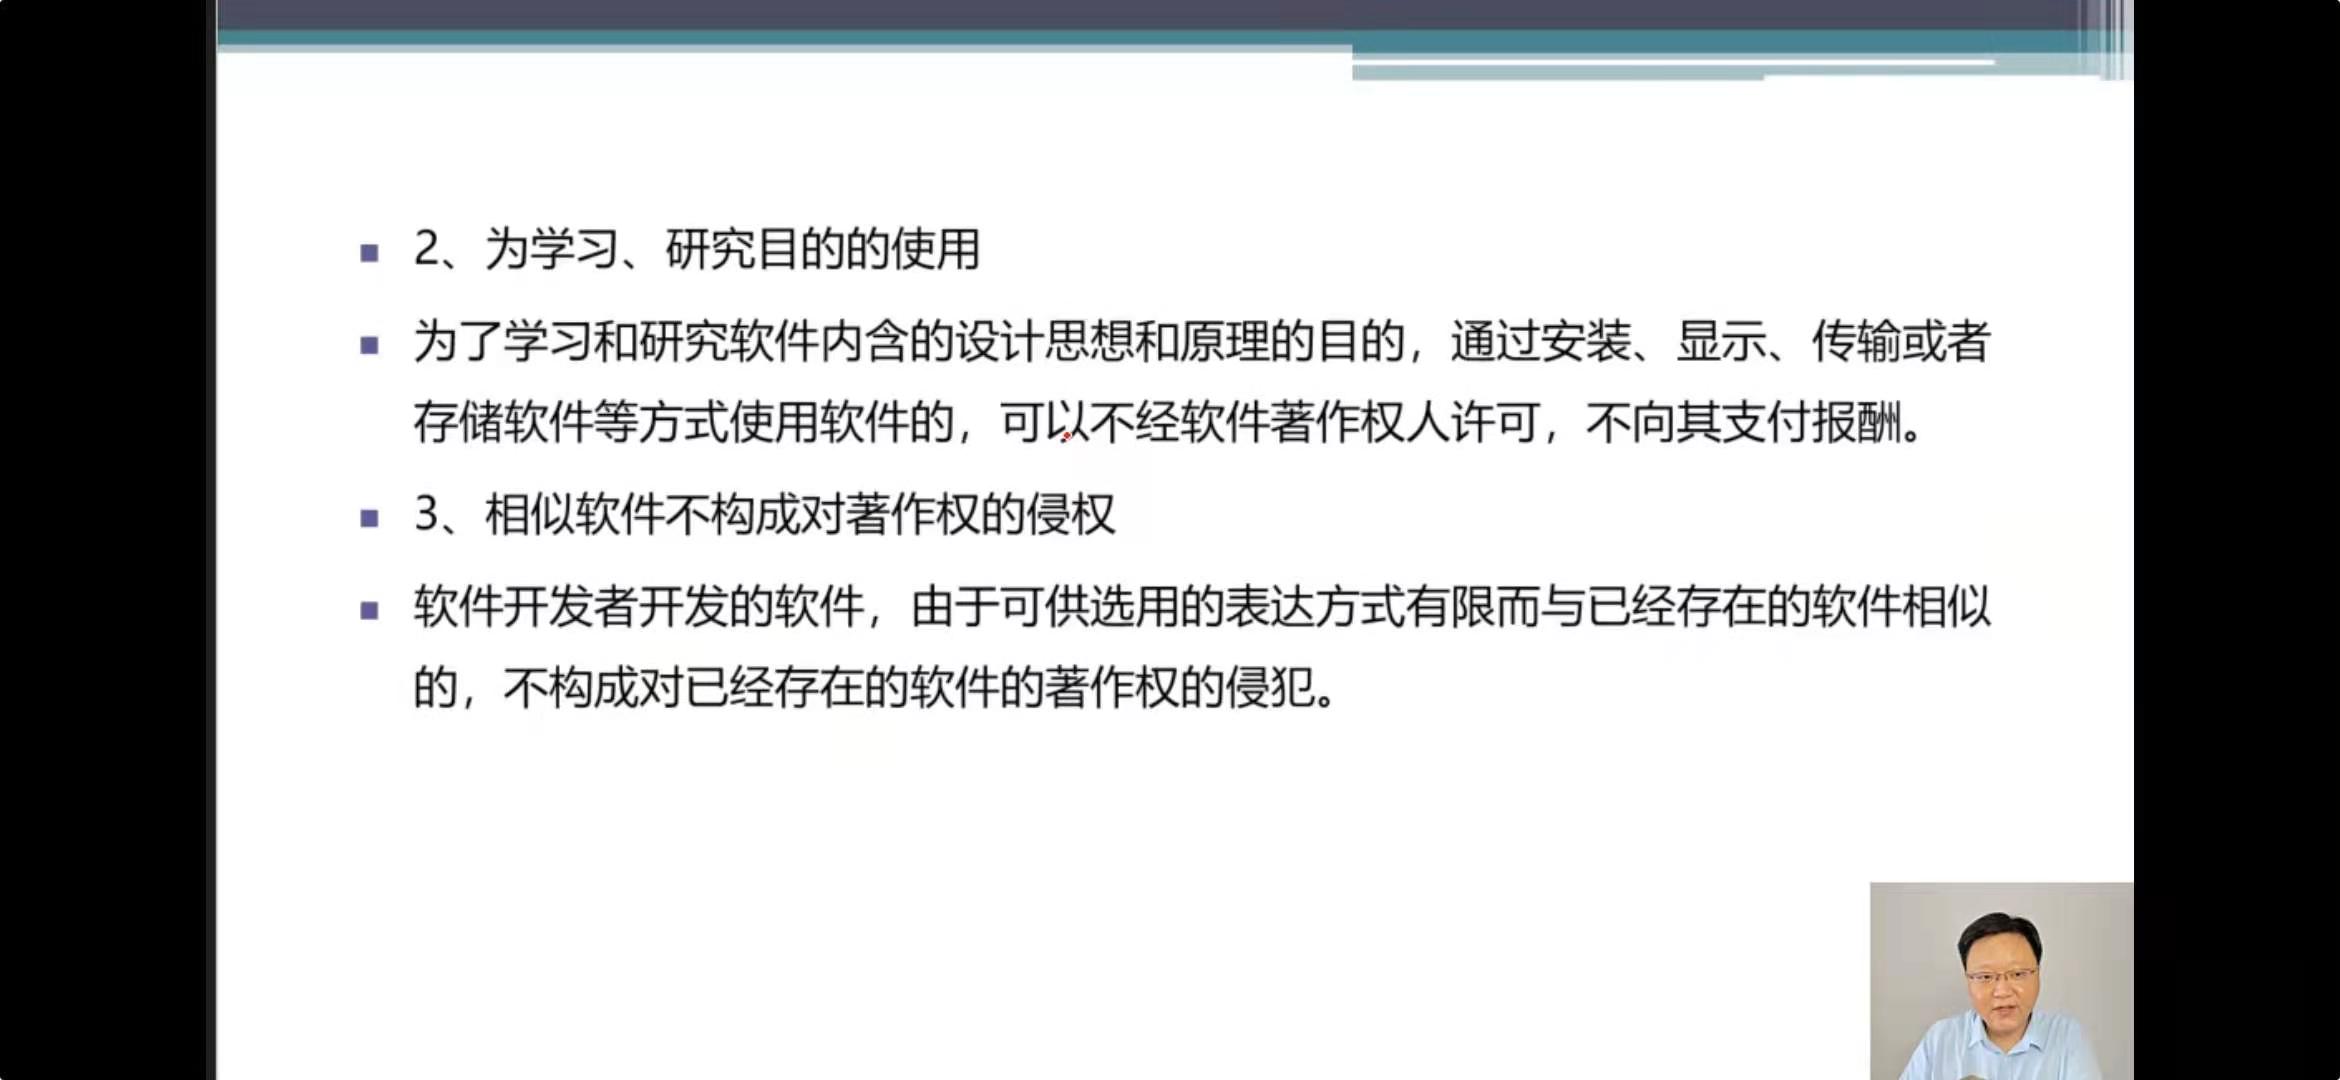 2、为学习、研究目的的使用
为了学习和研究软件内含的设计思想和原理的目的，通过安装、显示、传输或者
存储软件等方式使用软件的，可以不经软件著作权人许可，不向其支付报酬。
3、相似软件不构成对著作权的侵权
软件开发者开发的软件，由于可供选用的表达方式有限而与已经存在的软件相似
的，不构成对已经存在的软件的著作权的侵犯。